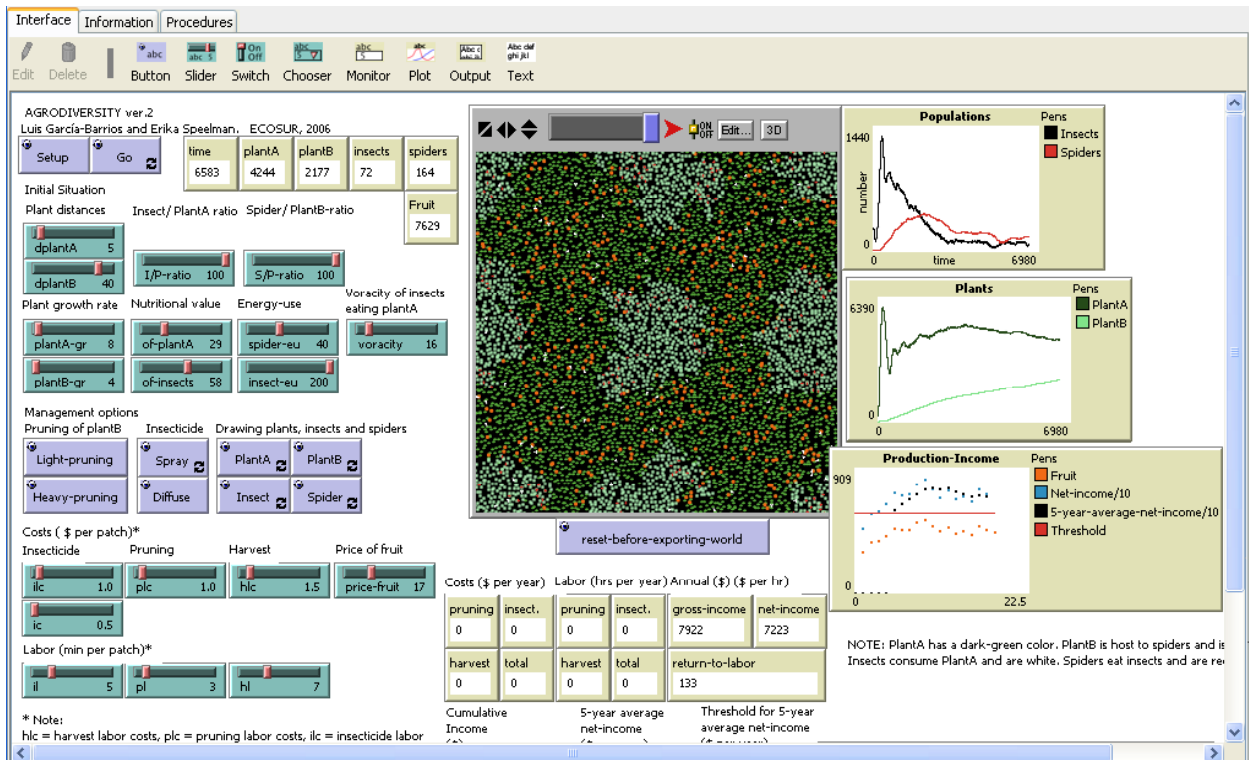 Interface Information Procedures
Edit Delete Button Slider Switch Chooser Monitor Plot Output Text
AGRODIVERSITY ver.2
Luis García-Barrios and Erika Speelman. ECOSUR, 2006
Setup Go
time plantA plantB insects spiders
6583 4244 2177 72 164
Fruit
7629
Initial Situation
Plant distances Insect/PlantA ratio Spider/PlantB-ratio
dplantA 5
dplantB 40
I/P-ratio 100 S/P-ratio 100
Plant growth rate Nutritional value Energy-use
Voracity of insects
eating plantA
plantA-gr 8 of-plantA 29 spider-eu 40 voracity 16
plantB-gr 4 of-insects 58 insect-eu 200
Management options
Pruning of plantB Insecticide Drawing plants, insects and spiders
Light-pruning Spray PlantA PlantB
Heavy-pruning Diffuse Insect Spider
Costs ( $ per patch)*
Insecticide Pruning Harvest Price of fruit
ilc 1.0 plc 1.0 hlc 1.5 price-fruit 17
ic 0.5
Labor (min per patch)*
il 5 pl 3 hl 7
* Note:
hlc = harvest labor costs, plc = pruning labor costs, ilc = insecticide labor
ON
OFF
Edit... 3D
reset-before-exporting-world
Costs ($ per year) Labor (hrs per year) Annual ($) ($ per hr)
pruning insect. pruning insect. gross-income net-income
0 0 0 0 7922 7223
harvest total harvest total return-to-labor
0 0 0 0 133
Cumulative
Income
5-year average
net-income
Threshold for 5-year
average net-income
($ per year)
Populations
Pens
Insects
Spiders
1440
number
0
0 time 6980
Plants
Pens
PlantA
PlantB
6390
0
0 6980
Production-Income
Pens
Fruit
Net-income/10
5-year-average-net-income/10
Threshold
909
0
0 22.5
NOTE: PlantA has a dark-green color. PlantB is host to spiders and is
Insects consume PlantA and are white. Spiders eat insects and are re